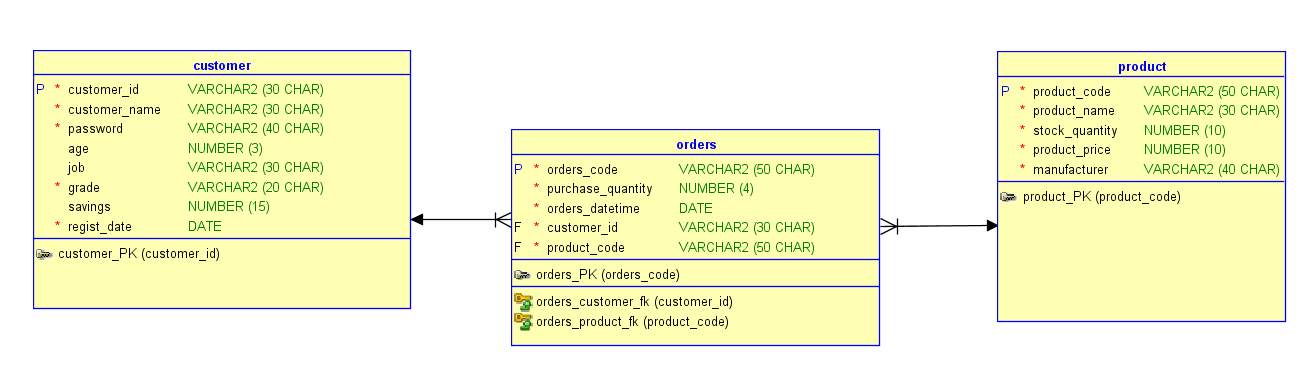 customer
P * customer_id VARCHAR2 (30 CHAR)
* customer_name VARCHAR2 (30 CHAR)
* password VARCHAR2 (40 CHAR)
age NUMBER (3)
job VARCHAR2 (30 CHAR)
* grade VARCHAR2 (20 CHAR)
savings NUMBER (15)
* regist_date DATE
customer_PK (customer_id)
orders
P * orders_code VARCHAR2 (50 CHAR)
* purchase_quantity NUMBER (4)
* orders_datetime DATE
F * customer_id VARCHAR2 (30 CHAR)
F * product_code VARCHAR2 (50 CHAR)
orders_PK (orders_code)
orders_customer_fk (customer_id)
orders_product_fk (product_code)
product
P * product_code VARCHAR2 (50 CHAR)
* product_name VARCHAR2 (30 CHAR)
* stock_quantity NUMBER (10)
* product_price NUMBER (10)
* manufacturer VARCHAR2 (40 CHAR)
product_PK (product_code)